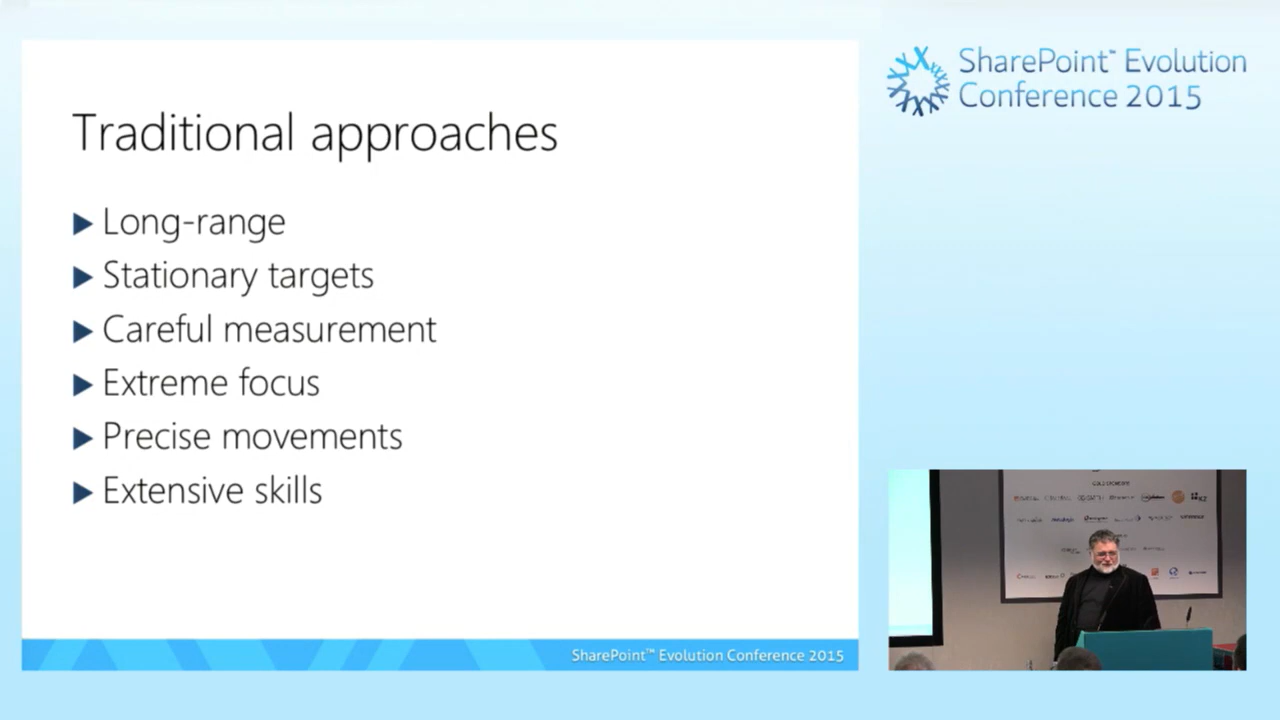 Traditional approaches
Long-range
Stationary targets
Careful measurement
Extreme focus
Precise movements
Extensive skills
SharePoint™ Evolution Conference 2015
SharePoint™ Evolution
Conference 2015